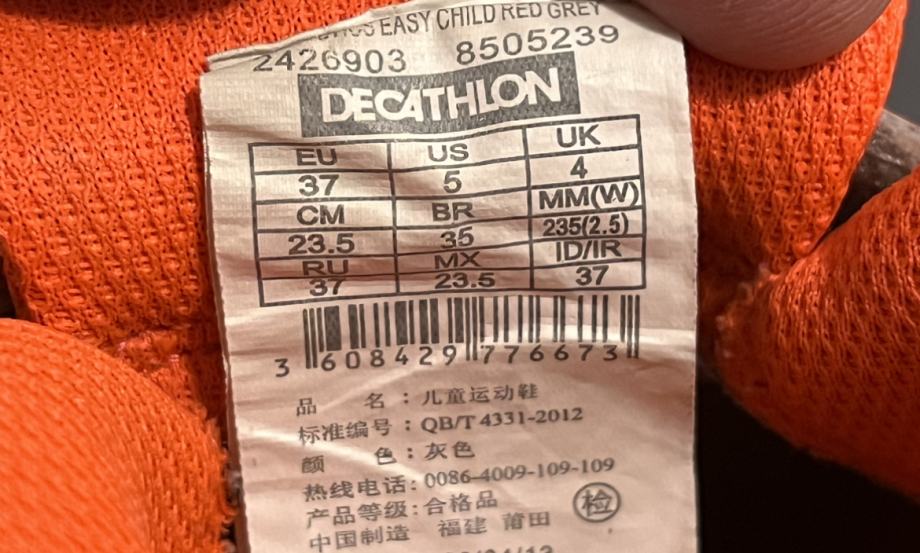 EASY CHILD RED GREY
2426903 8505239
DECATHLON
EU US UK
37 5 4
CM BR MM(W)
23.5 35 235(2.5)
RU MX ID/IR
37 23.5 37
3 608429 776673
品 名：儿童运动鞋
标准编号：QB/T 4331-2012
颜 色：灰色
热线电话：0086-4009-109-109
产品等级：合格品
检
中国制造 福建 莆田